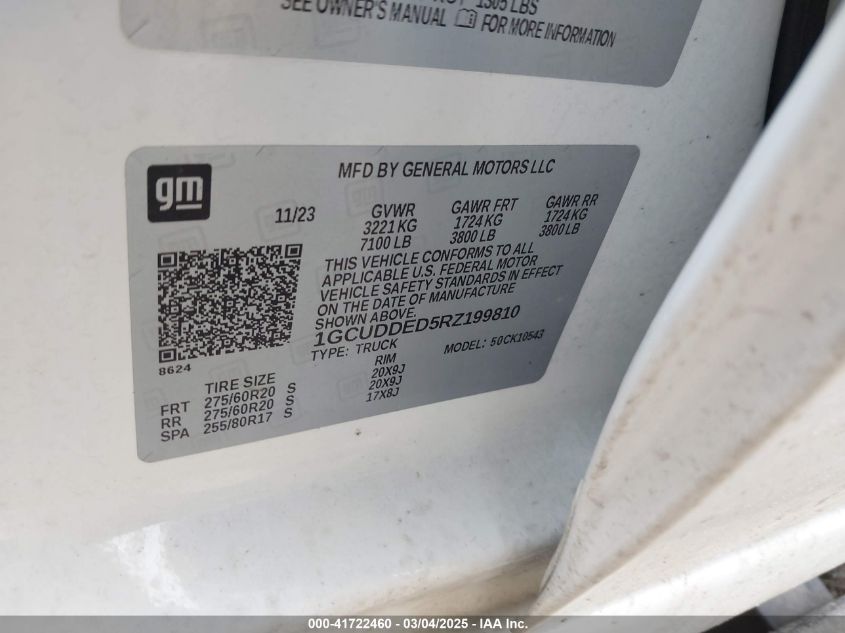 1305 LBS
SEE OWNER'S MANUAL FOR MORE INFORMATION
gm
MFD BY GENERAL MOTORS LLC
11/23 GVWR GAWR FRT GAWR RR
3221 KG 1724 KG 1724 KG
7100 LB 3800 LB 3800 LB
THIS VEHICLE CONFORMS TO ALL
APPLICABLE U.S. FEDERAL MOTOR
VEHICLE SAFETY STANDARDS IN EFFECT
ON THE DATE OF MANUFACTURE
SHOWN ABOVE.
1GCUDDED5RZ199810
TYPE: TRUCK MODEL: 50CK10543
8624
TIRE SIZE RIM
FRT 275/60R20 S 20X9J
RR 275/60R20 S 20X9J
SPA 255/80R17 S 17X8J
000-41722460 - 03/04/2025 - IAA Inc.